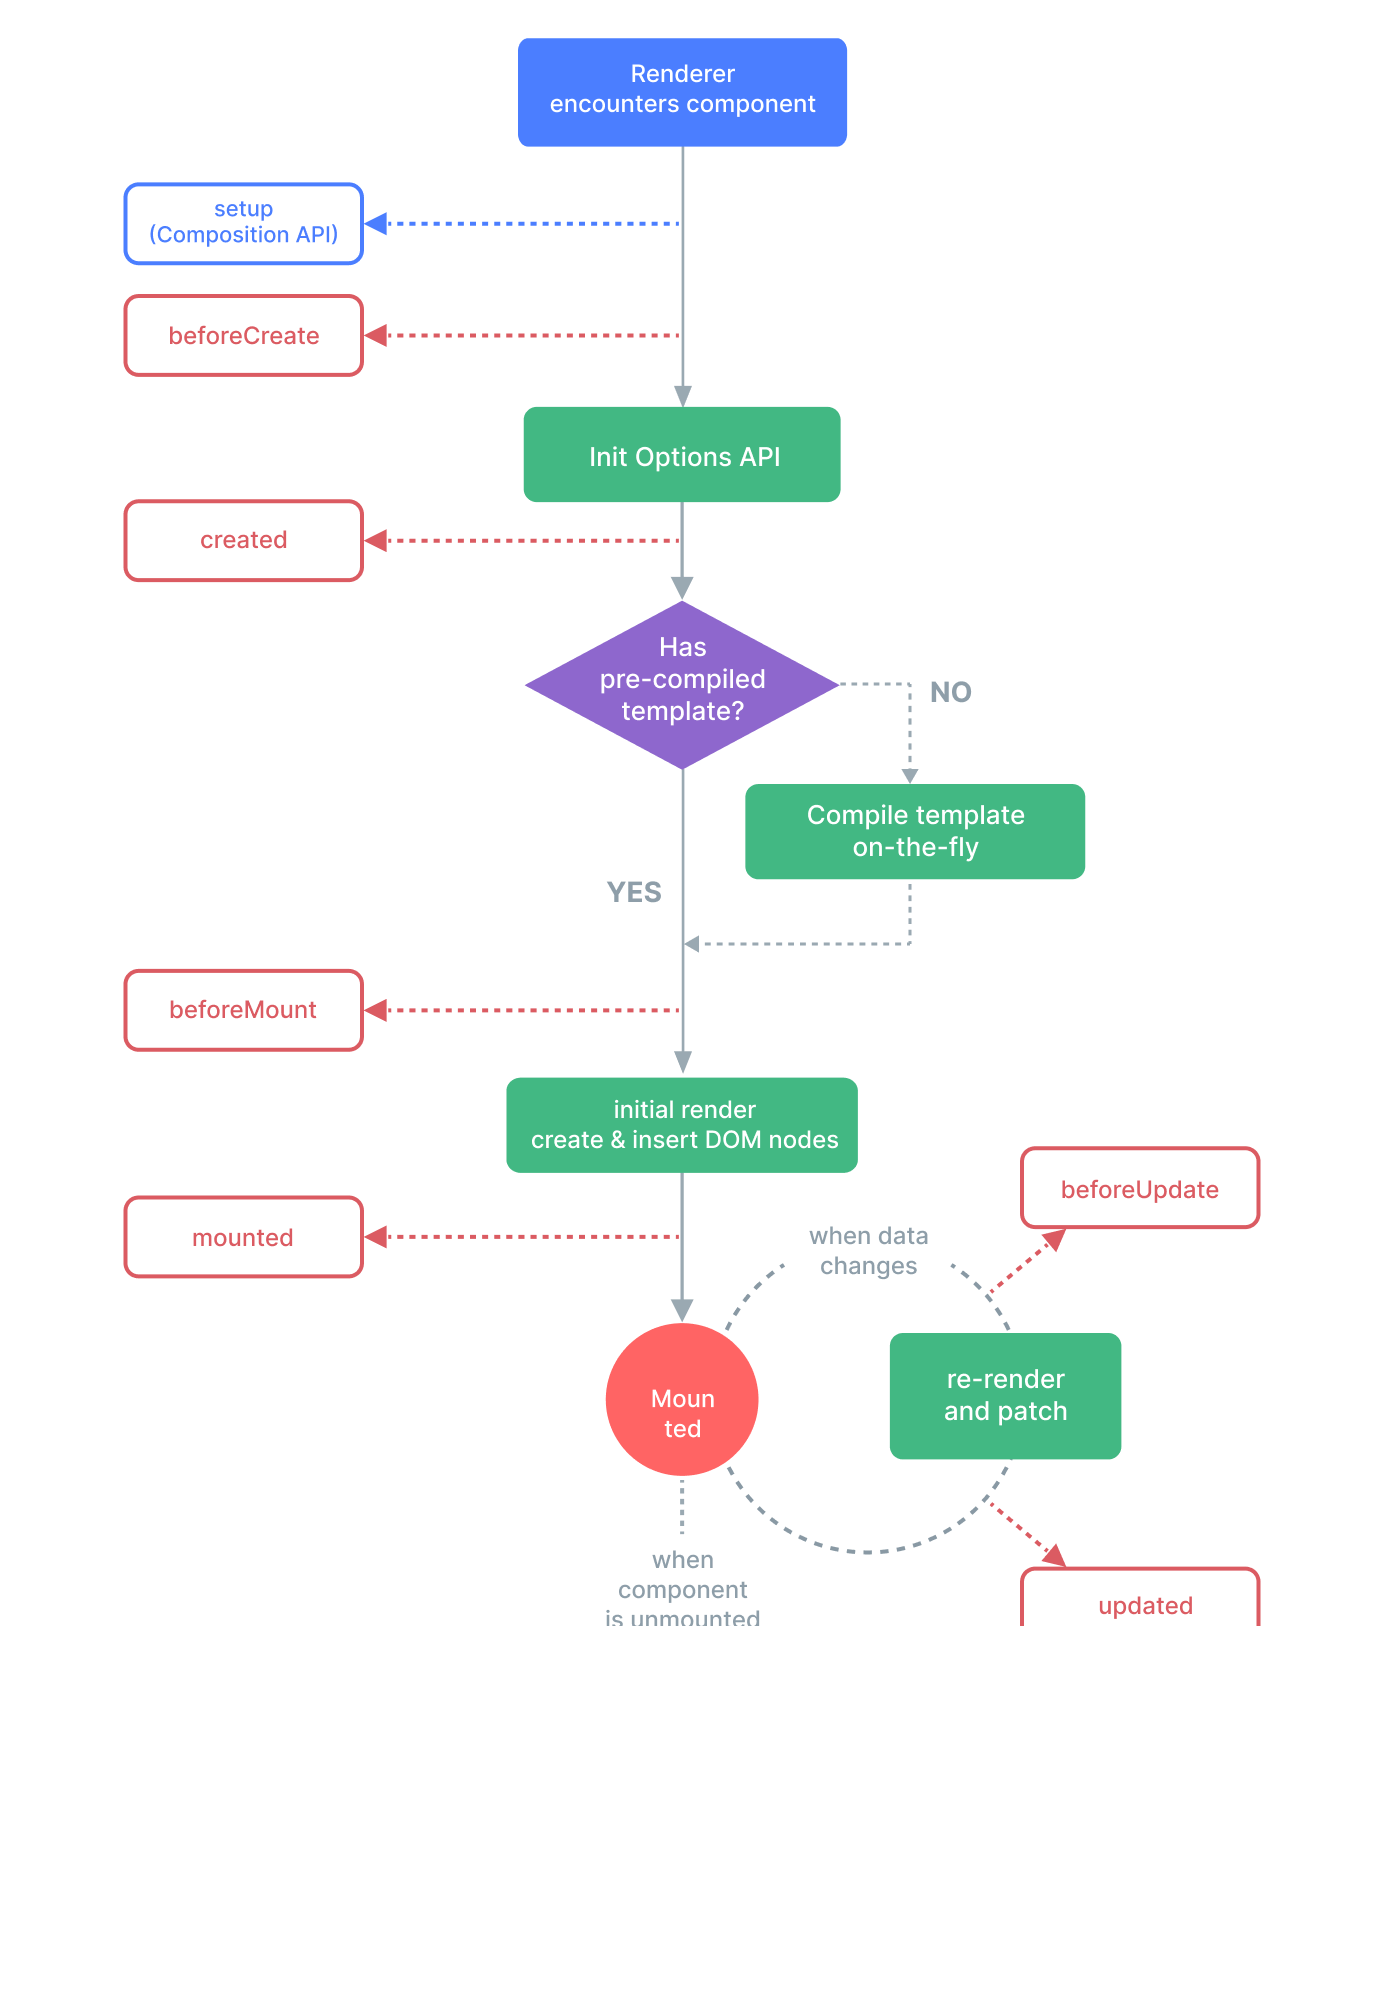 Renderer
encounters component
setup
(Composition API)
beforeCreate
Init Options API
created
Has
pre-compiled
template?
NO
Compile template
on-the-fly
YES
beforeMount
initial render
create & insert DOM nodes
beforeUpdate
mounted
when data
changes
re-render
and patch
Moun
ted
when
component
is unmounted
updated